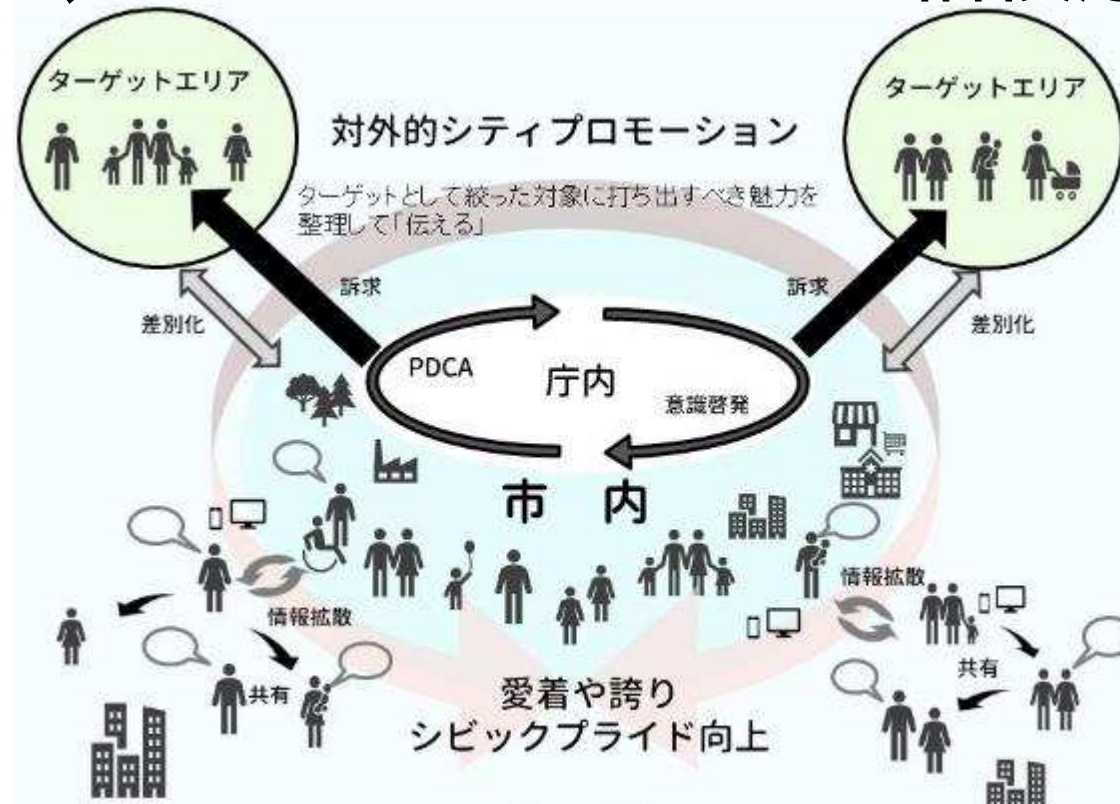 ターゲットエリア
ターゲットエリア
対外的シティプロモーション
ターゲットとして絞った対象に打ち出すべき魅力を
整理して「伝える」
訴求
訴求
差別化
差別化
PDCA
庁内
意識啓発
市内
情報拡散
情報拡散
共有
共有
愛着や誇り
シビックプライド向上